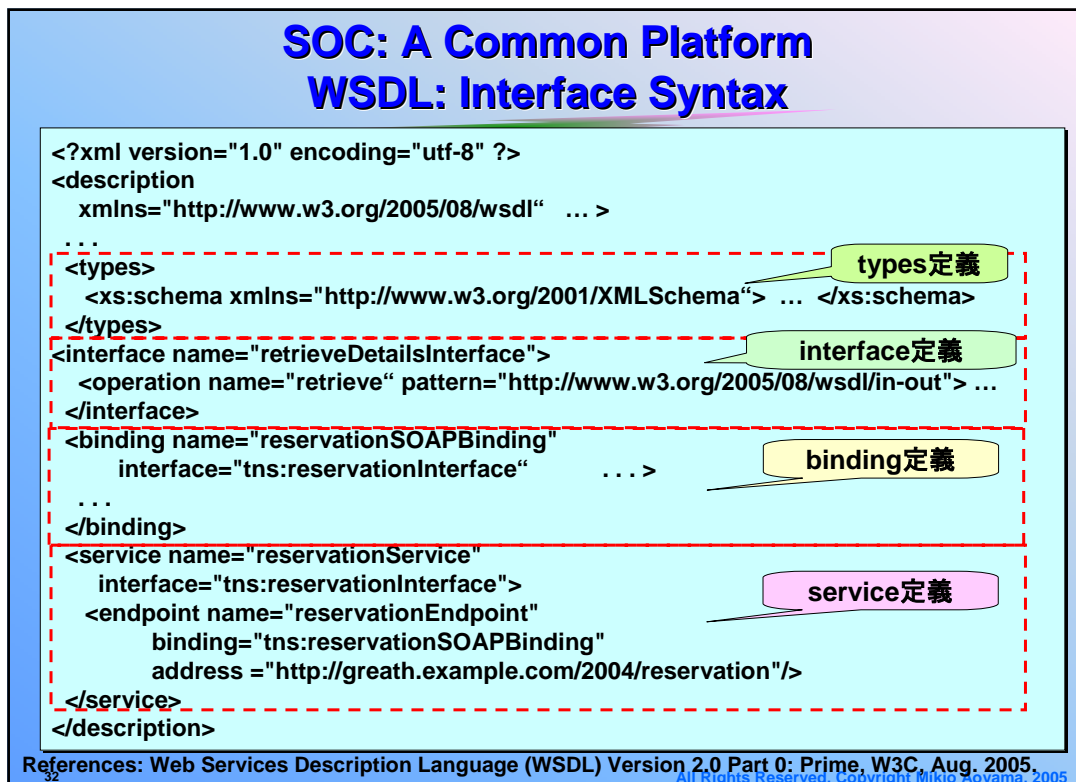 SOC: A Common Platform
WSDL: Interface Syntax
<?xml version="1.0" encoding="utf-8" ?>
<description
xmlns="http://www.w3.org/2005/08/wsdl“ … >
. . .
<types>
types定義
<xs:schema xmlns="http://www.w3.org/2001/XMLSchema“> … </xs:schema>
</types>
<interface name="retrieveDetailsInterface">
interface定義
<operation name="retrieve“ pattern="http://www.w3.org/2005/08/wsdl/in-out"> …
</interface>
<binding name="reservationSOAPBinding"
interface="tns:reservationInterface“ . . . >
binding定義
. . .
</binding>
<service name="reservationService"
interface="tns:reservationInterface">
service定義
<endpoint name="reservationEndpoint"
binding="tns:reservationSOAPBinding"
address ="http://greath.example.com/2004/reservation"/>
</service>
</description>
References: Web Services Description Language (WSDL) Version 2.0 Part 0: Prime, W3C, Aug. 2005.
32
All Rights Reserved, Copyright Mikio Aoyama, 2005